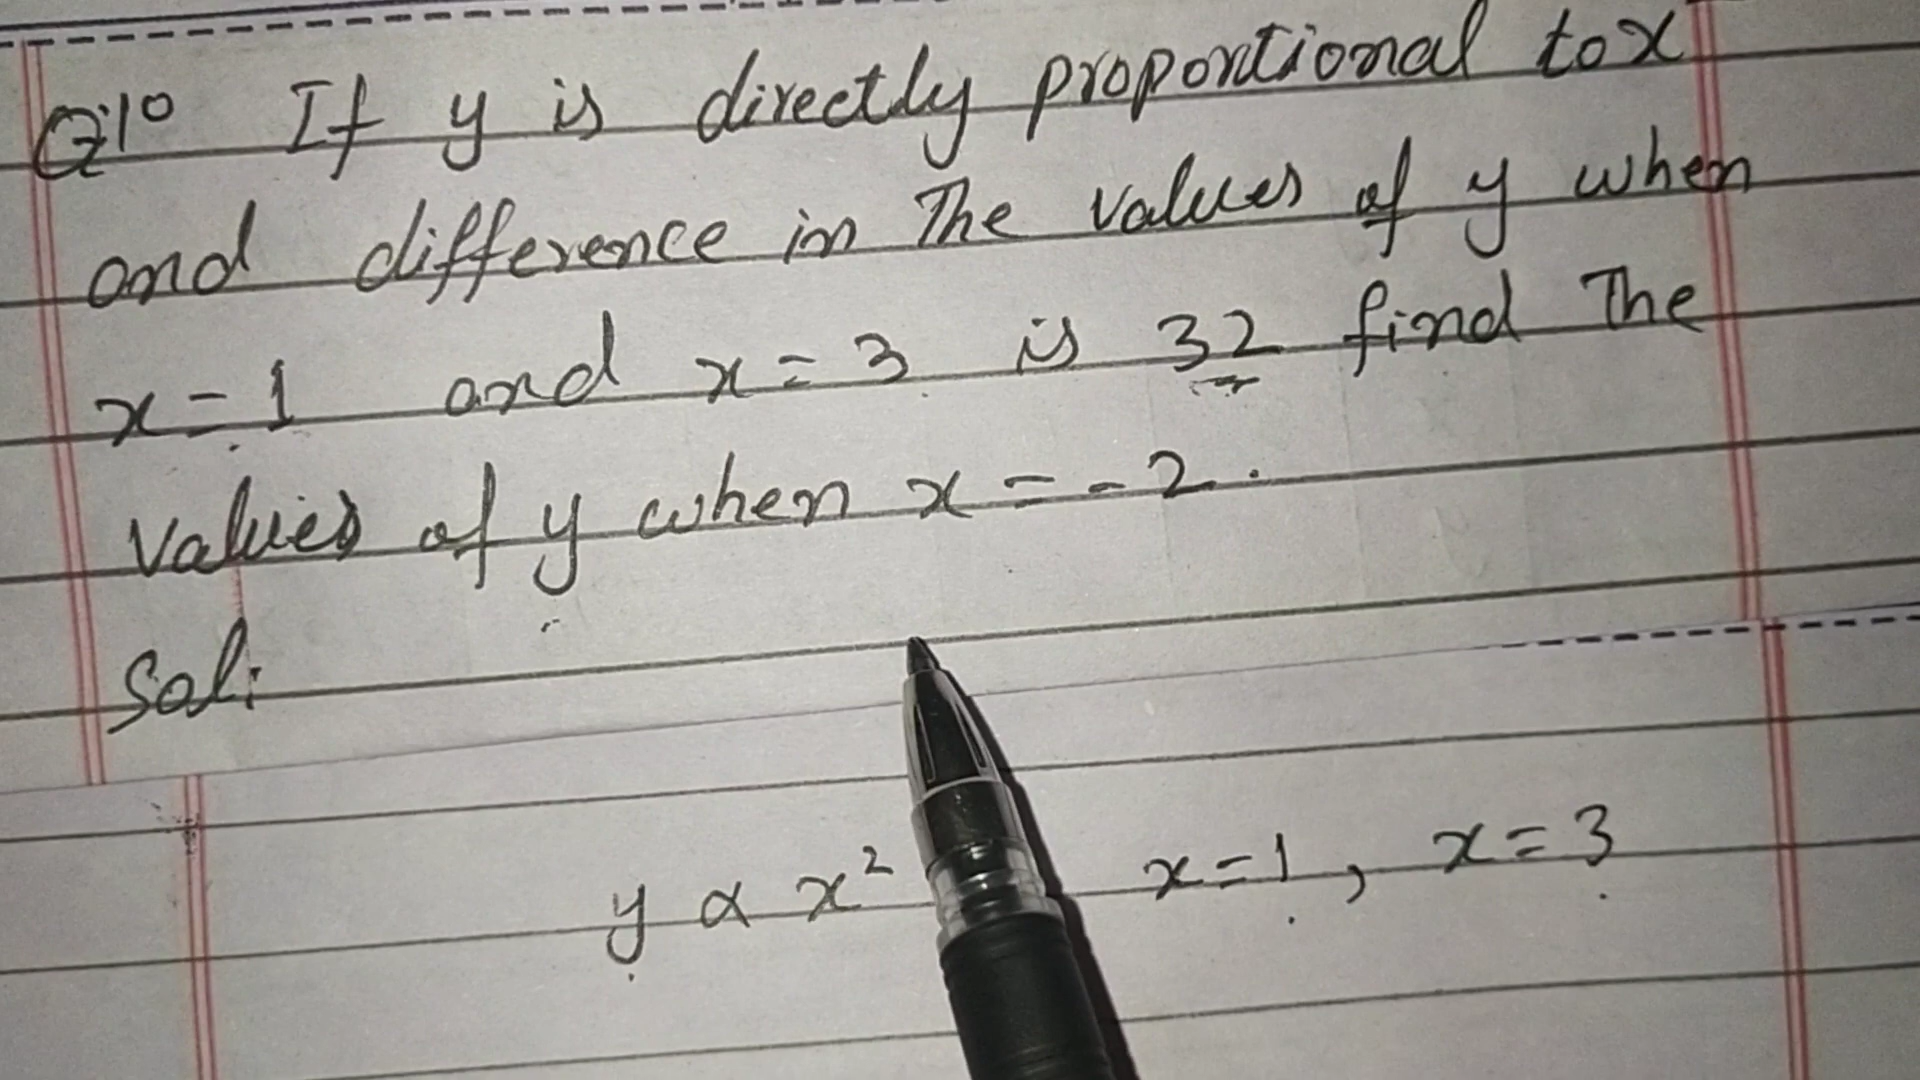 Q:10 If y is directly proportional to x
and difference in The values of y when
x = 1 and x = 3 is 32 find The
values of y when x = -2.
Sol:
y ∝ x² x = 1, x = 3